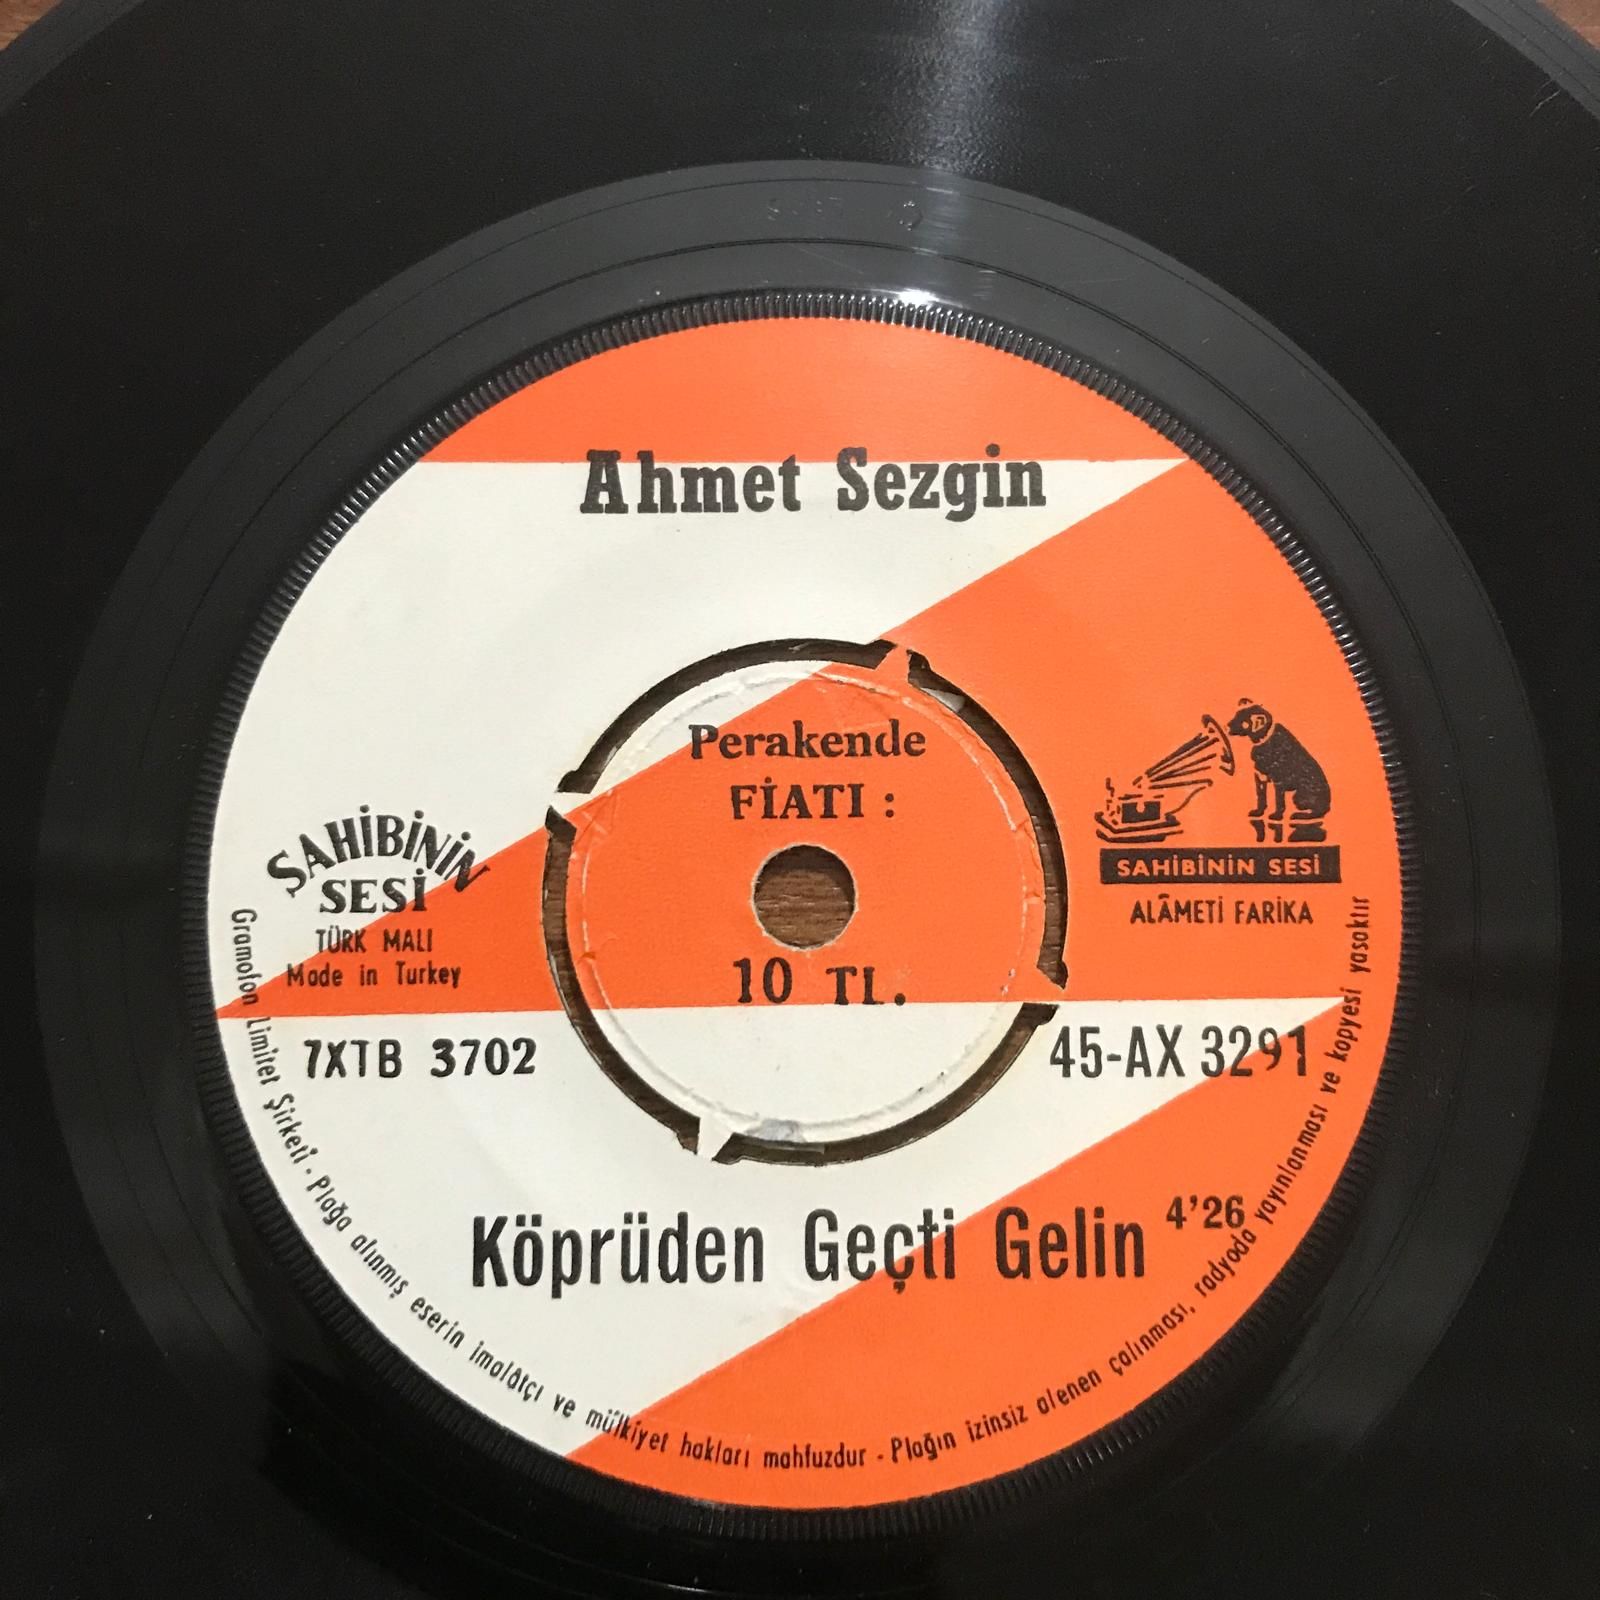 Ahmet Sezgin
Perakende
FİATI :
10 TL.
SAHİBİNİN
SESİ
TÜRK MALI
Made in Turkey
SAHİBİNİN SESİ
ALÂMETİ FARİKA
7XTB 3702
45-AX 3291
Köprüden Geçti Gelin 4'26
Gramofon Limitet Şirketi - Plağa alınmış eserin imalâtçı ve mülkiyet hakları mahfuzdur - Plağın izinsiz alenen çalınması, radyoda yayınlanması ve kopyesi yasaktır